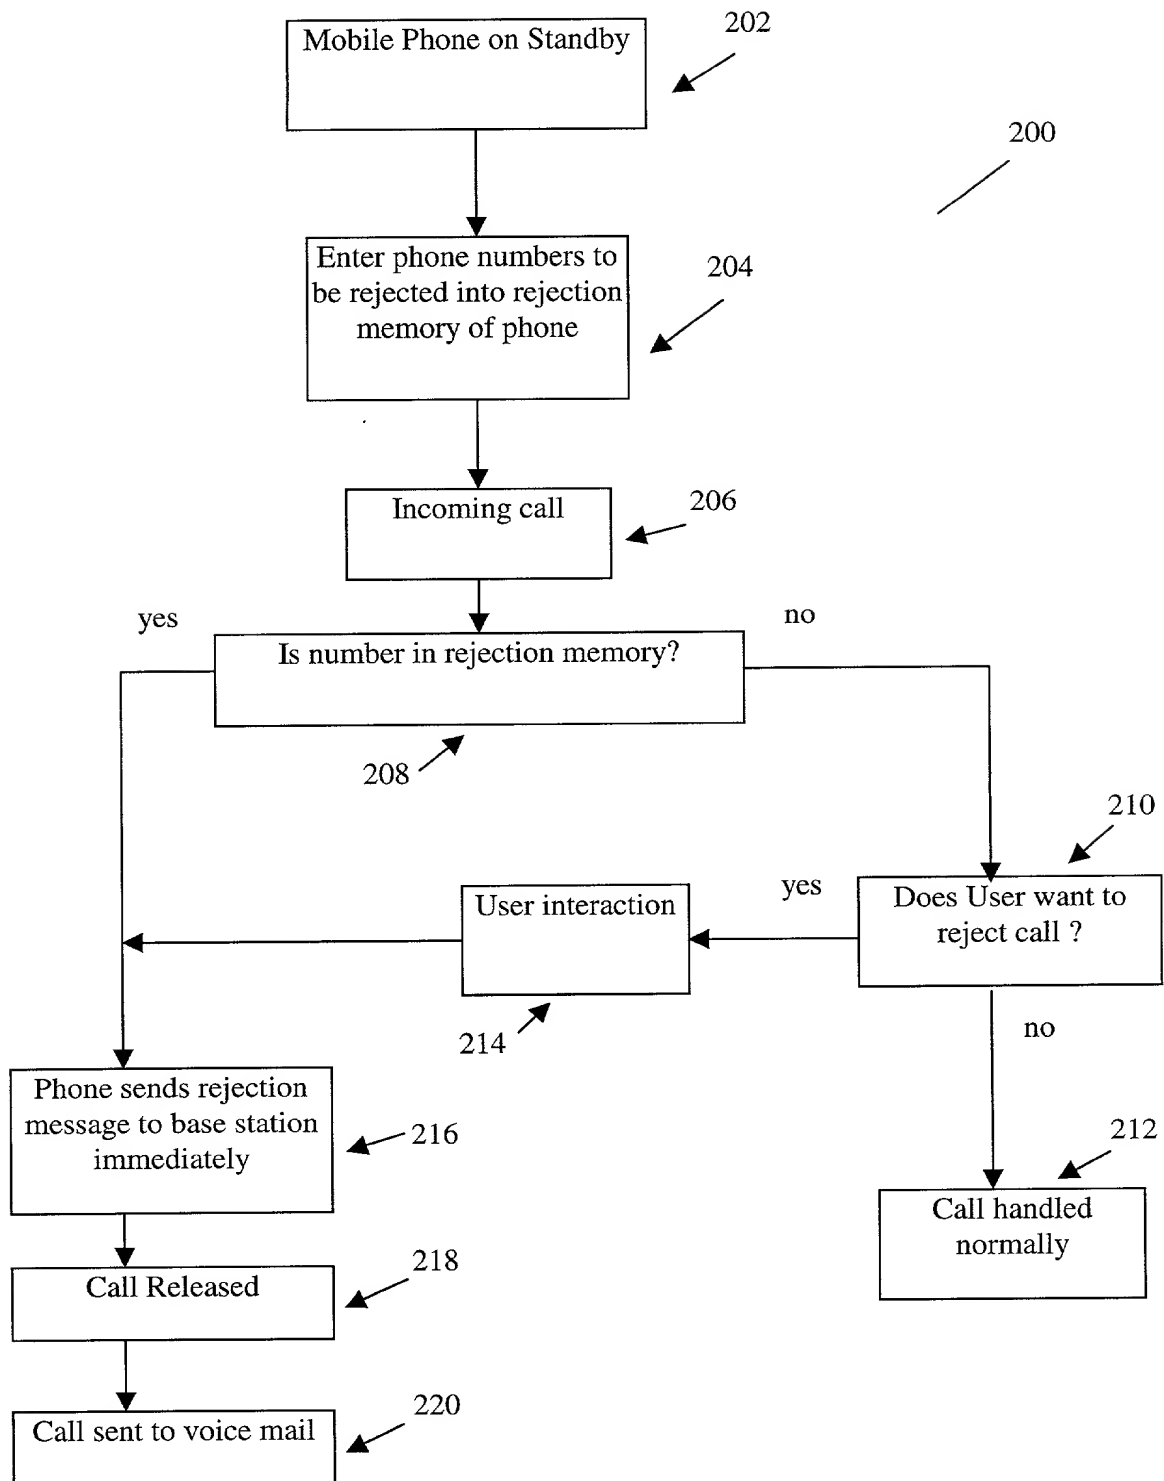 Mobile Phone on Standby
202
200
Enter phone numbers to
be rejected into rejection
memory of phone
204
Incoming call
206
yes
no
Is number in rejection memory?
208
210
Does User want to
reject call ?
yes
User interaction
214
no
Phone sends rejection
message to base station
immediately
216
212
Call handled
normally
Call Released
218
Call sent to voice mail
220